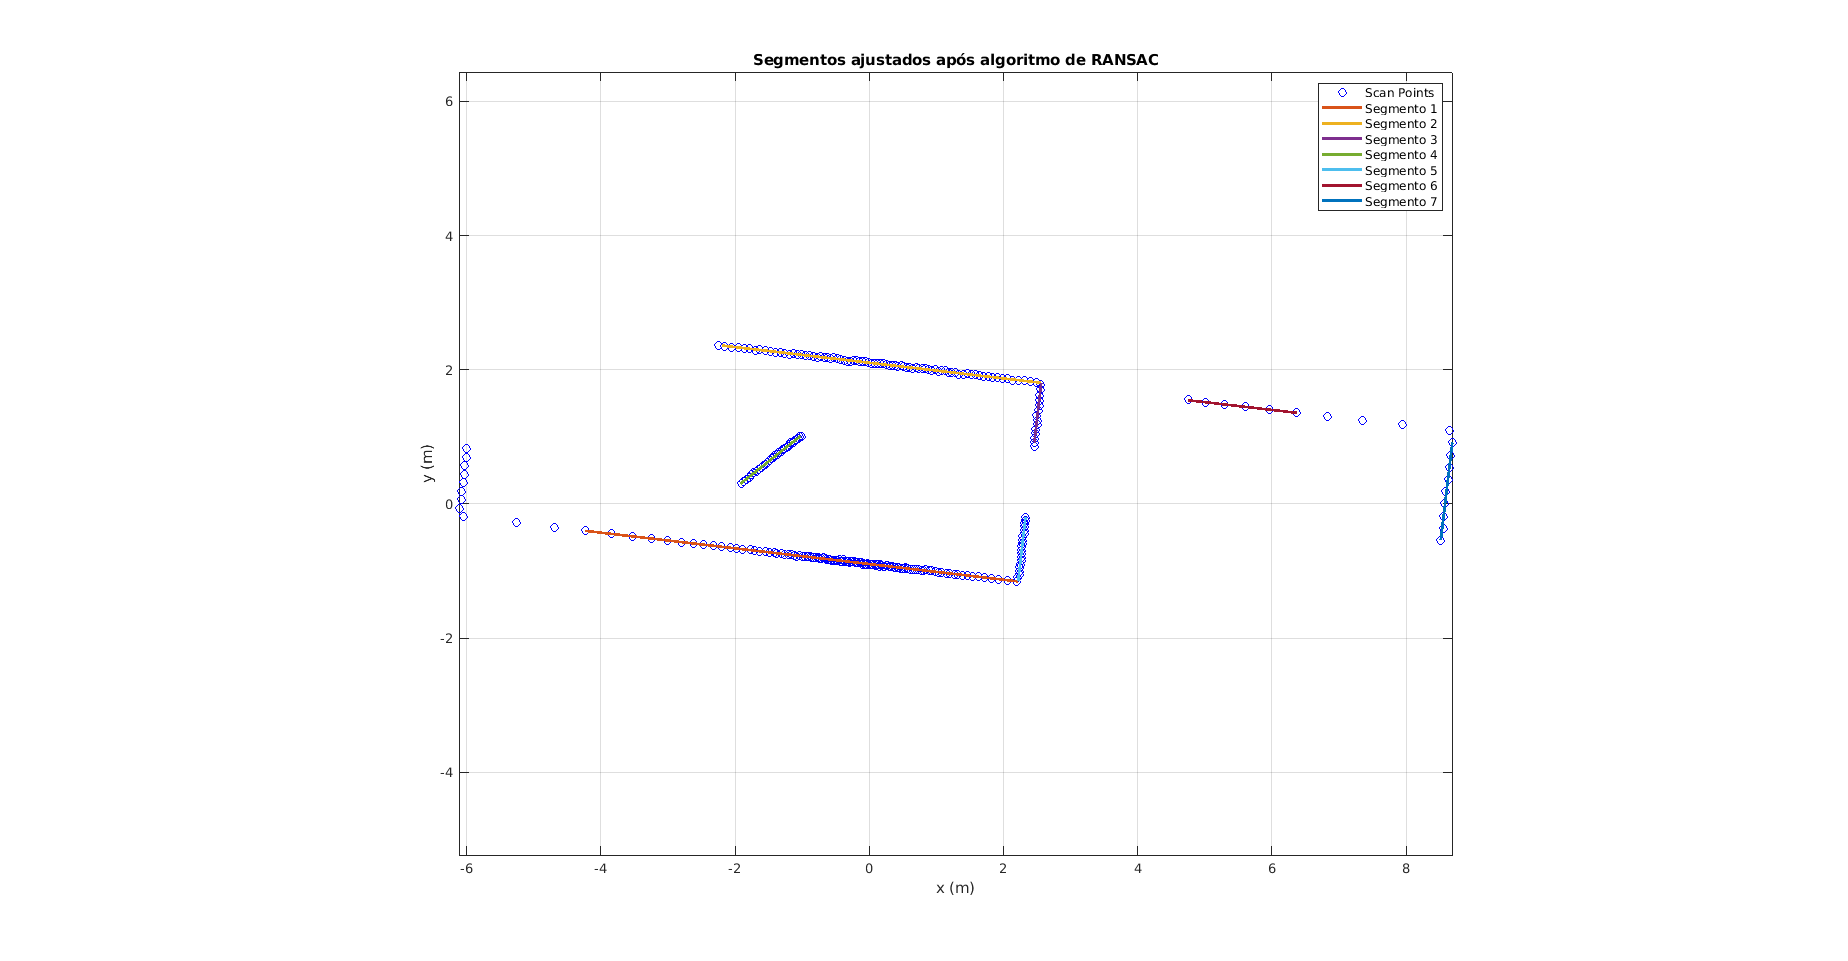 Segmentos ajustados após algoritmo de RANSAC
Scan Points
Segmento 1
Segmento 2
Segmento 3
Segmento 4
Segmento 5
Segmento 6
Segmento 7
6
4
2
0
-2
-4
y (m)
-6 -4 -2 0 2 4 6 8
x (m)